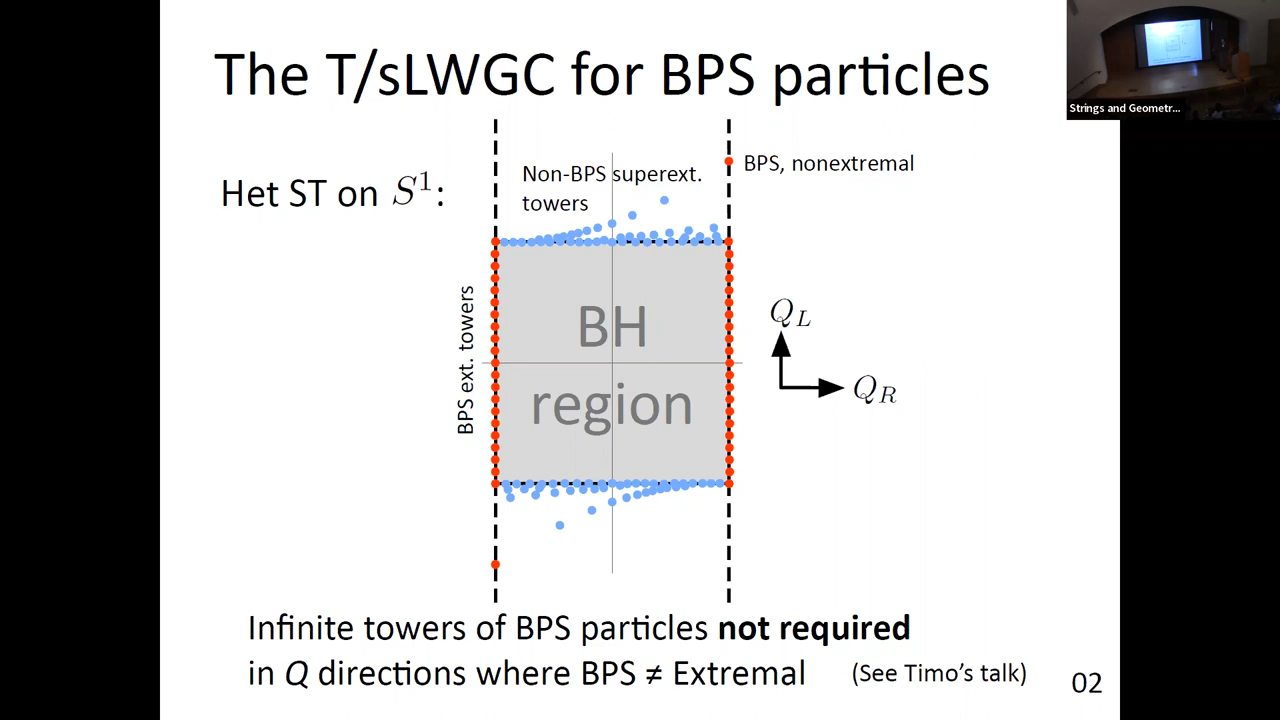 The T/sLWGC for BPS particles
Strings and Geometr...
Het ST on S¹:
Non-BPS superext.
towers
BPS, nonextremal
BPS ext. towers
BH
region
Q_L
Q_R
Infinite towers of BPS particles not required
in Q directions where BPS ≠ Extremal
(See Timo's talk)
02